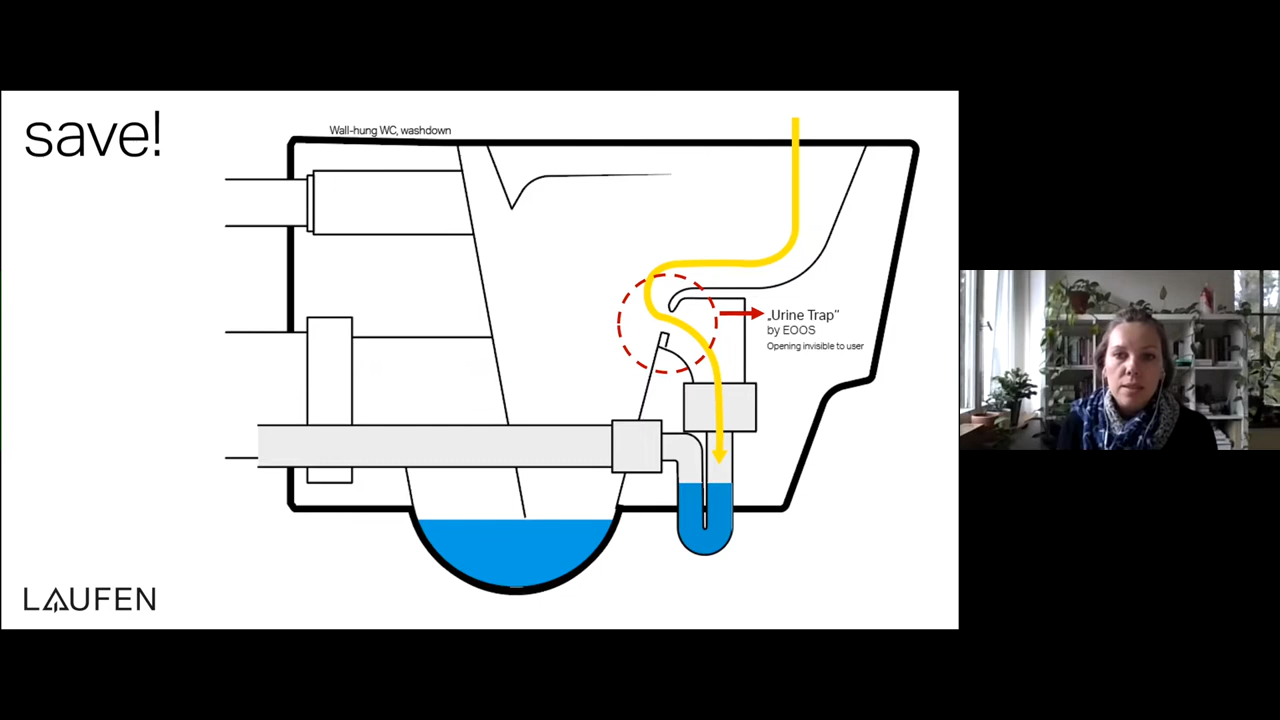 save!
Wall-hung WC, washdown
„Urine Trap“
by EOOS
Opening invisible to user
LAUFEN